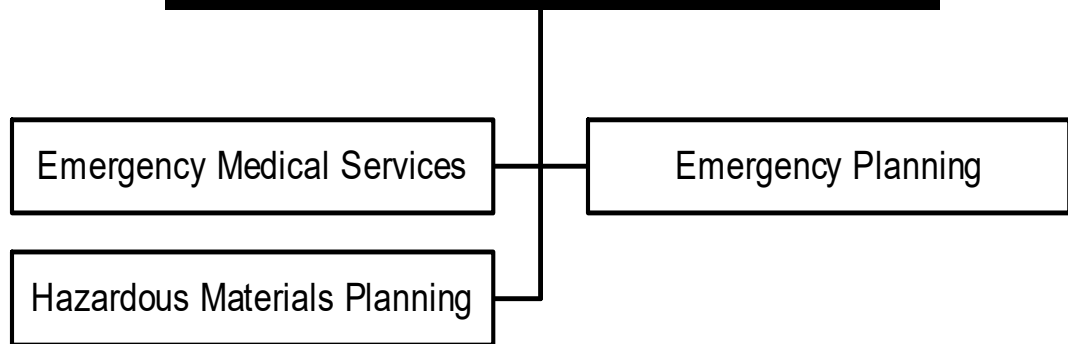 Emergency Medical Services
Emergency Planning
Hazardous Materials Planning